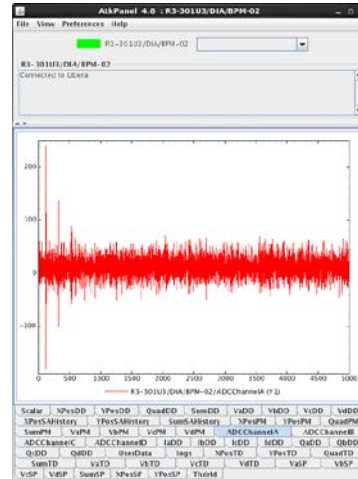 AtkPanel 4.8 : R3-301U3/DIA/BPM-02
File View Preferences Help
R3-301U3/DIA/BPM-02
R3-301U3/DIA/BPM-02
Connected to Libera
200
100
0
-100
0 500 1000 1500 2000 2500 3000 3500 4000 4500 5000
R3-301U3/DIA/BPM-02/ADCChannelA (Y1)
Scalar XPosDD YPosDD QuadDD SumDD VaDD VbDD VcDD VdDD
XPosSAHistory YPosSAHistory SumSAHistory XPosPM YPosPM QuadPM
SumPM VaPM VbPM VcPM VdPM ADCChannelA ADCChannelB
ADCChannelC ADCChannelD IaDD IbDD IcDD IdDD QaDD QbDD
QcDD QdDD UserData logs XPosTD YPosTD QuadTD
SumTD VaTD VbTD VcTD VdTD VaSP VbSP
VcSP VdSP SumSP XPosSP YPosSP